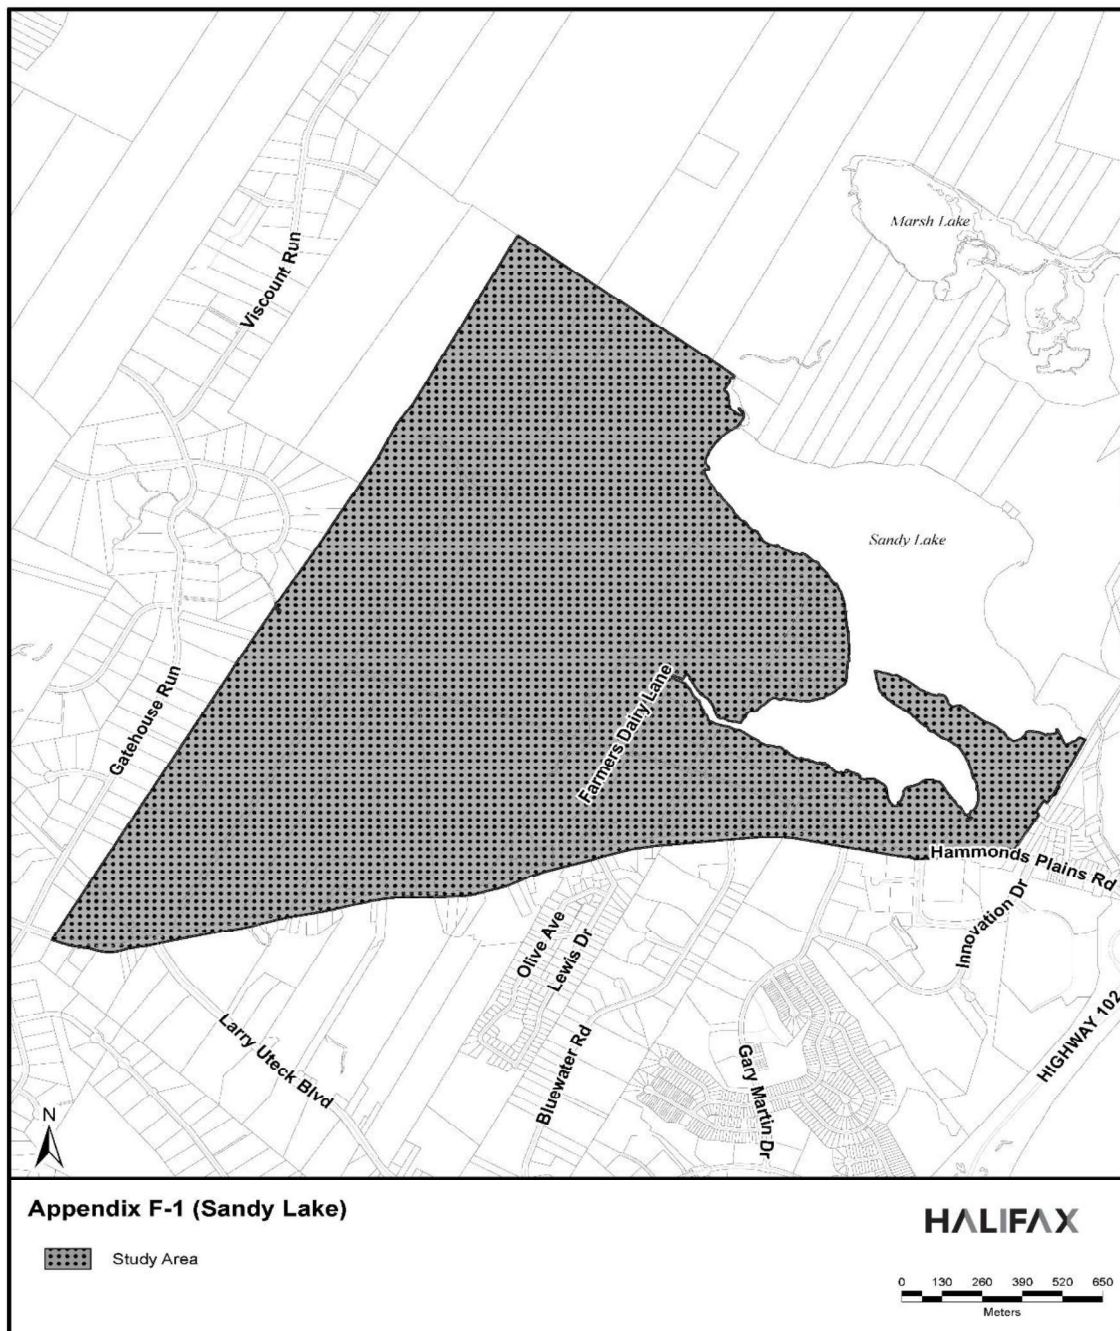 Marsh Lake
Viscount Run
Sandy Lake
Gatehouse Run
Farmers Dairy Lane
Hammonds Plains Rd
Innovation Dr
Olive Ave
Lewis Dr
Larry Uteck Blvd
Bluewater Rd
Gary Martin Dr
HIGHWAY 102
N
Appendix F-1 (Sandy Lake)
HALIFAX
Study Area
0 130 260 390 520 650
Meters